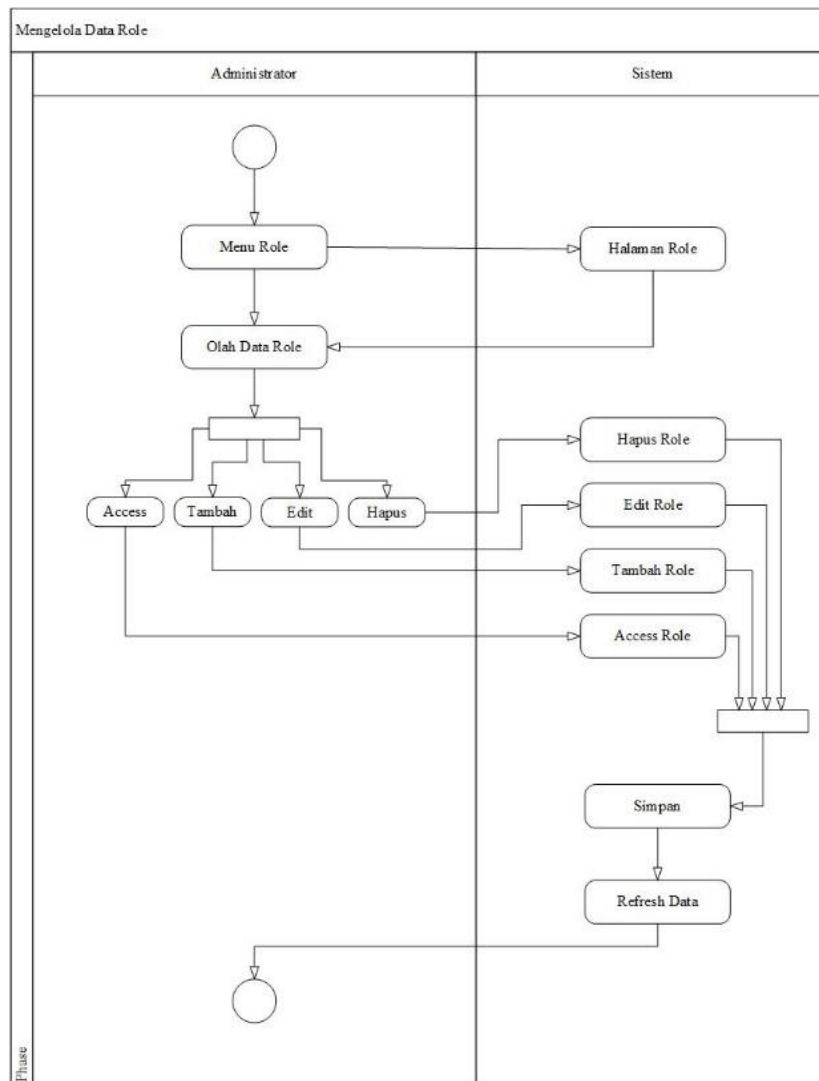 Mengelola Data Role
Administrator
Sistem
Menu Role
Halaman Role
Olah Data Role
Hapus Role
Access
Tambah
Edit
Hapus
Edit Role
Tambah Role
Access Role
Simpan
Refresh Data
Phase